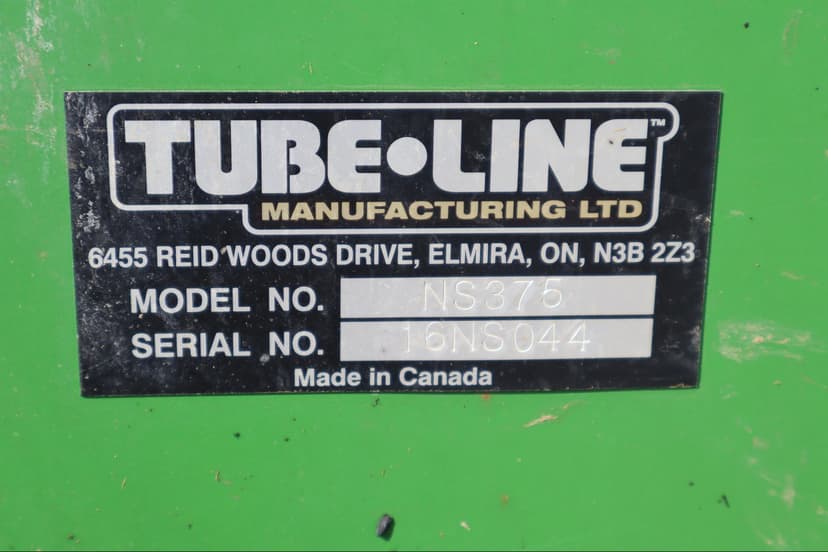 TUBE•LINE™
MANUFACTURING LTD
6455 REID WOODS DRIVE, ELMIRA, ON, N3B 2Z3
MODEL NO. NS375
SERIAL NO. 16NS044
Made in Canada